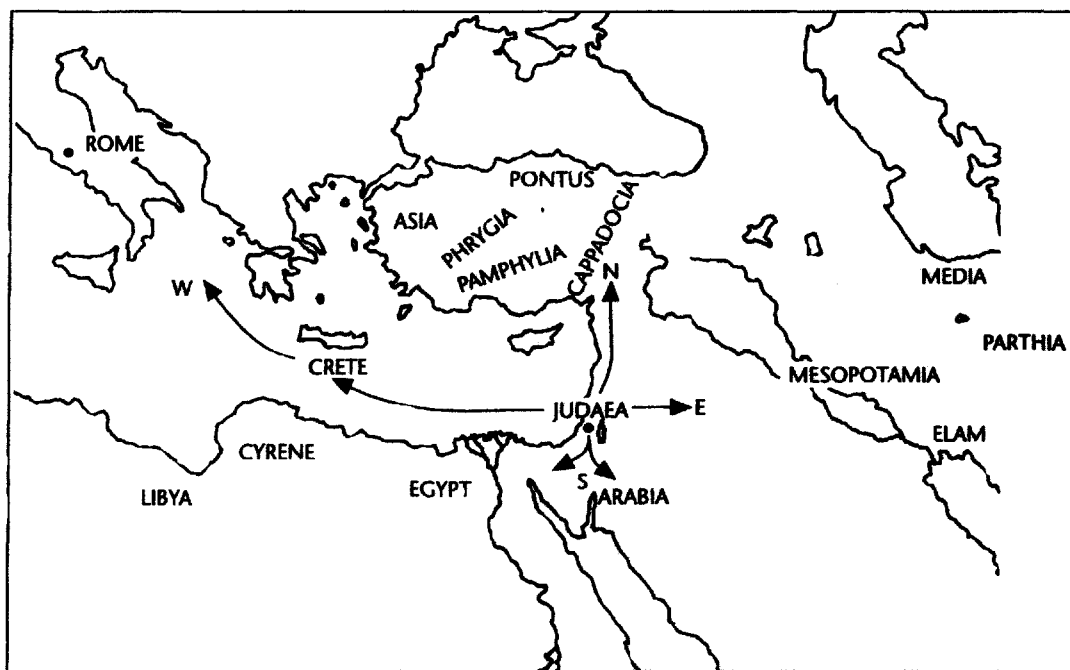 ROME
PONTUS
ASIA
PHRYGIA
CAPPADOCIA
PAMPHYLIA
N
MEDIA
W
PARTHIA
CRETE
MESOPOTAMIA
JUDAEA
E
CYRENE
ELAM
LIBYA
EGYPT
S
ARABIA